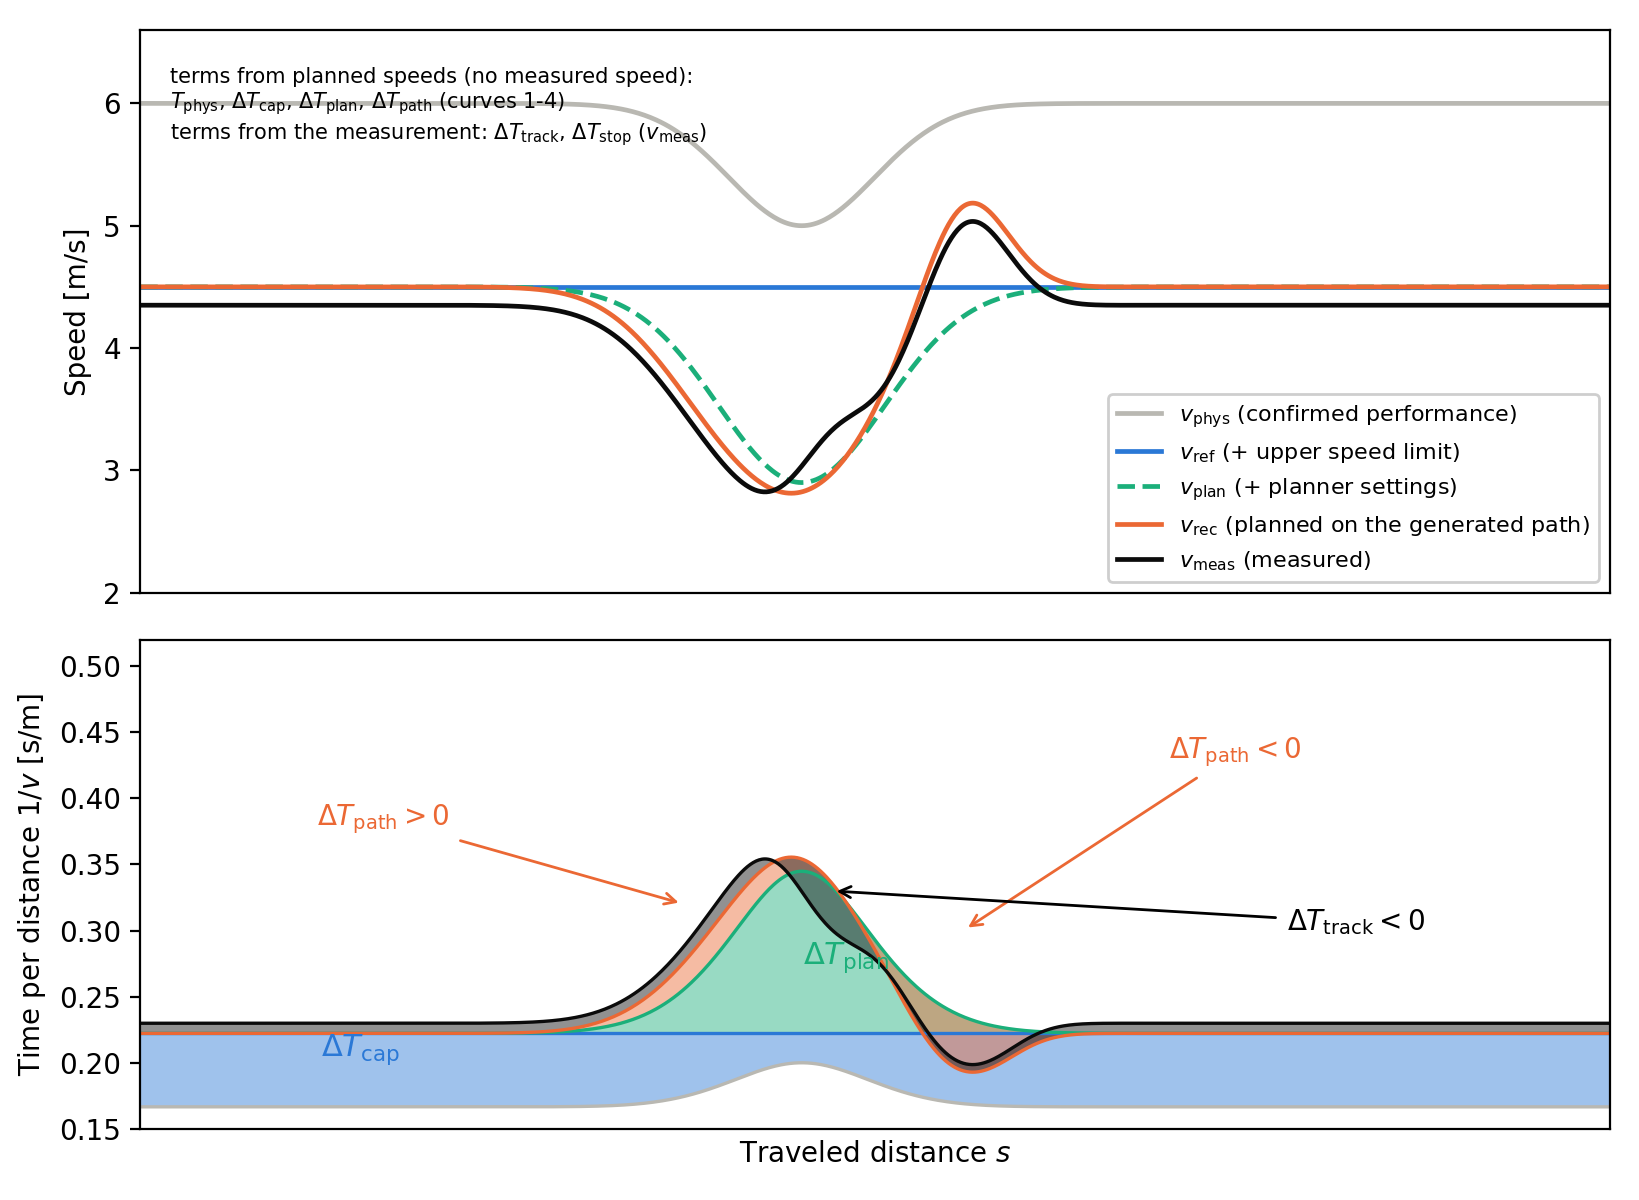 terms from planned speeds (no measured speed):
T_phys, ΔT_cap, ΔT_plan, ΔT_path (curves 1-4)
terms from the measurement: ΔT_track, ΔT_stop (v_meas)
Speed [m/s]
6
5
4
3
2
v_phys (confirmed performance)
v_ref (+ upper speed limit)
v_plan (+ planner settings)
v_rec (planned on the generated path)
v_meas (measured)
Time per distance 1/v [s/m]
0.50
0.45
0.40
0.35
0.30
0.25
0.20
0.15
ΔT_path < 0
ΔT_path > 0
ΔT_track < 0
ΔT_plan
ΔT_cap
Traveled distance s